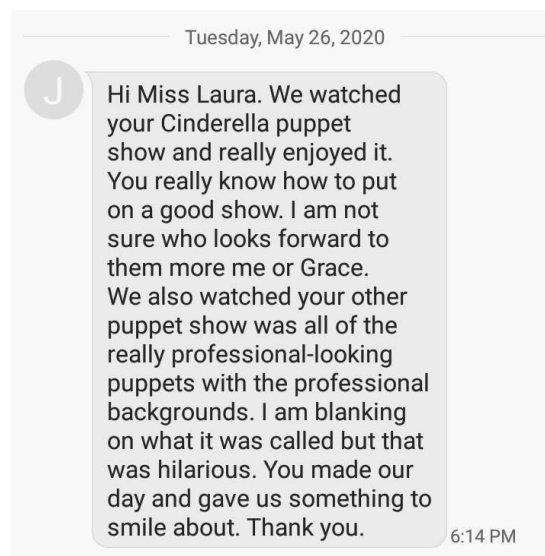 Tuesday, May 26, 2020
J
Hi Miss Laura. We watched
your Cinderella puppet
show and really enjoyed it.
You really know how to put
on a good show. I am not
sure who looks forward to
them more me or Grace.
We also watched your other
puppet show was all of the
really professional-looking
puppets with the professional
backgrounds. I am blanking
on what it was called but that
was hilarious. You made our
day and gave us something to
smile about. Thank you.
6:14 PM